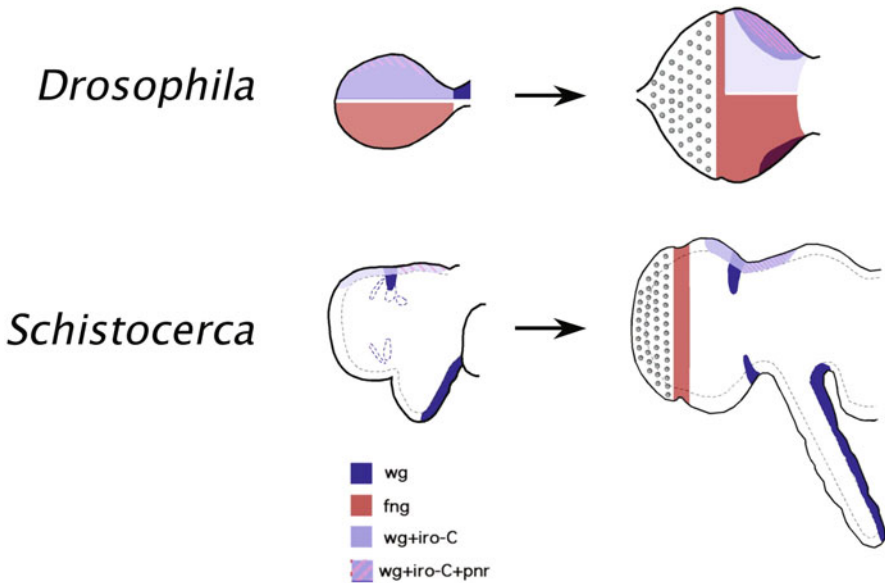 Drosophila
Schistocerca
wg
fng
wg+iro-C
wg+iro-C+pnr